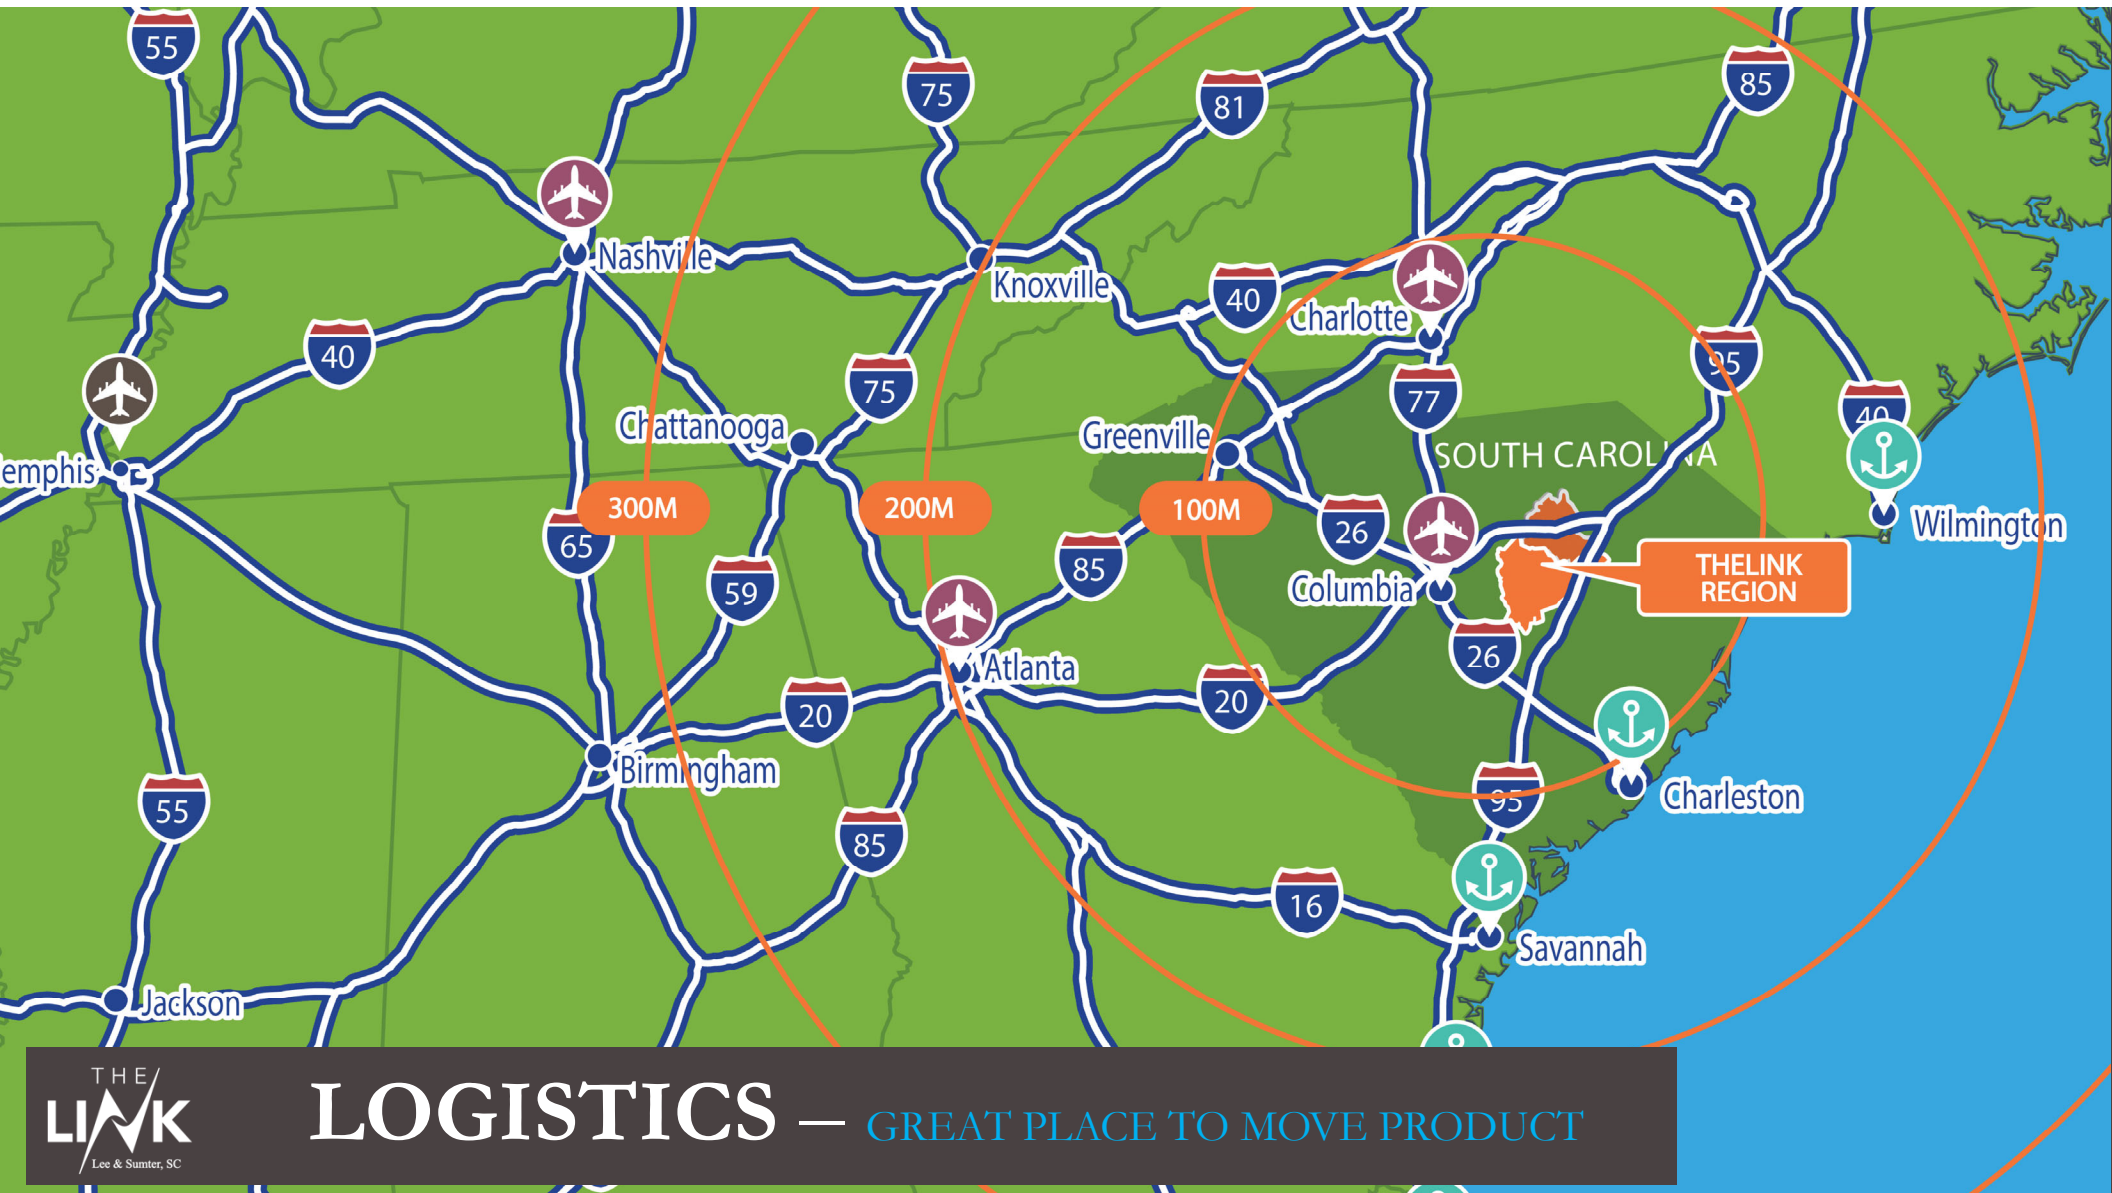 55
75
81
85
Nashville
Knoxville
40
Charlotte
40
95
75
77
40
Chattanooga
Greenville
SOUTH CAROLINA
emphis
300M
200M
100M
26
Wilmington
65
59
85
Columbia
THELINK
REGION
26
Atlanta
20
20
Birmingham
95
Charleston
55
85
16
Savannah
Jackson
THE
LINK
Lee & Sumter, SC
LOGISTICS – GREAT PLACE TO MOVE PRODUCT